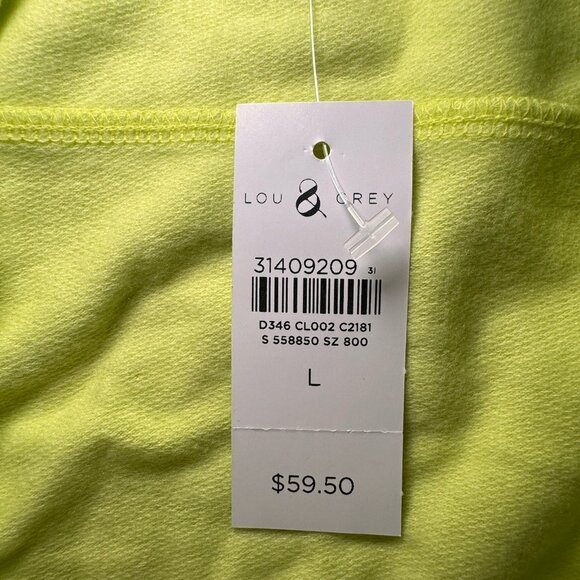 LOU & GREY
31409209 31
D346 CL002 C2181
S 558850 SZ 800
L
$59.50